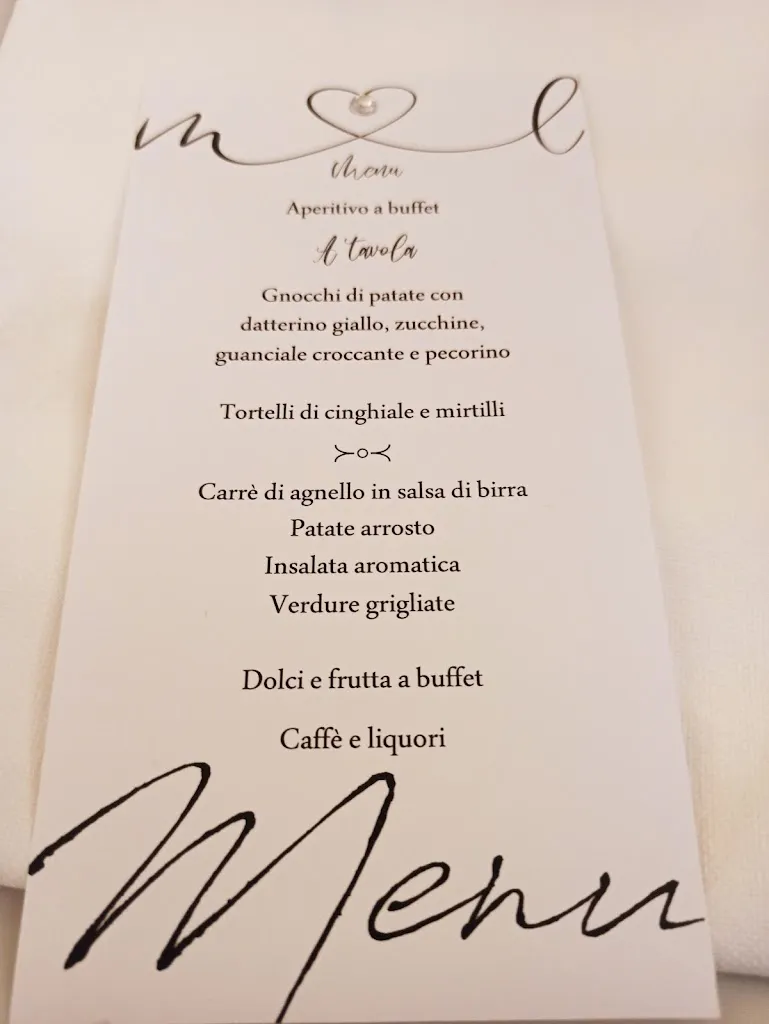 m l
Menu
Aperitivo a buffet
A tavola
Gnocchi di patate con
datterino giallo, zucchine,
guanciale croccante e pecorino
Tortelli di cinghiale e mirtilli
Carrè di agnello in salsa di birra
Patate arrosto
Insalata aromatica
Verdure grigliate
Dolci e frutta a buffet
Caffè e liquori
Menu